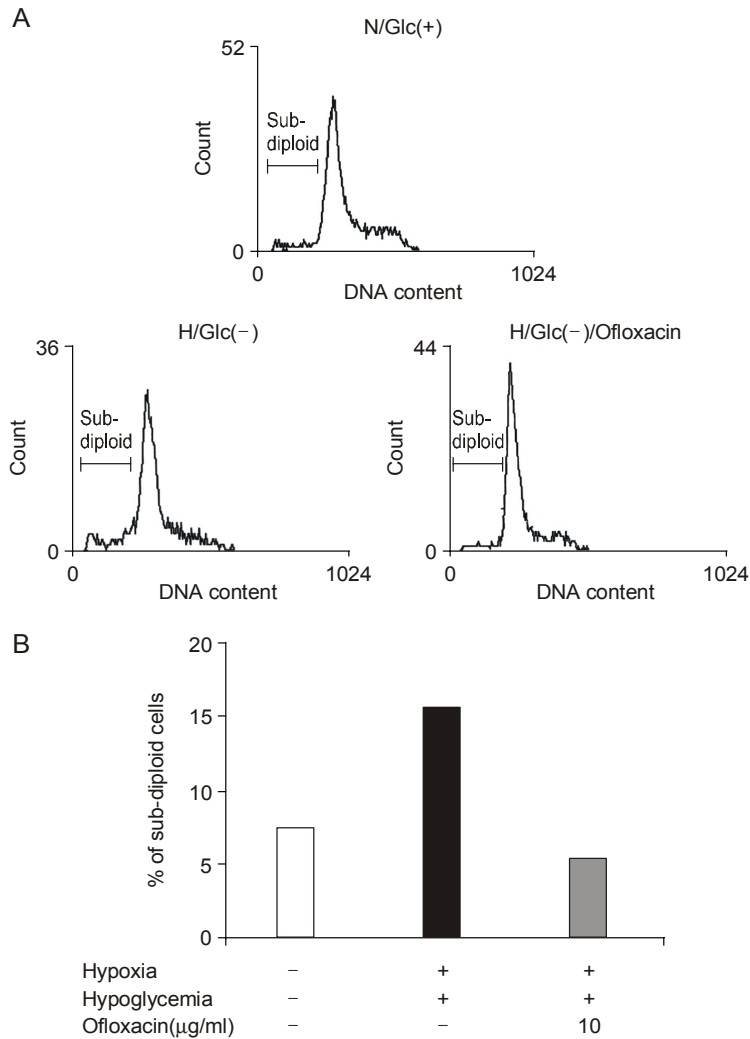 A
N/Glc(+)
52
Sub-
diploid
Count
0
0 1024
DNA content
H/Glc(−)
36
Sub-
diploid
Count
0
0 1024
DNA content
H/Glc(−)/Ofloxacin
44
Sub-
diploid
Count
0
0 1024
DNA content
B
20
15
10
5
0
% of sub-diploid cells
Hypoxia − + +
Hypoglycemia − + +
Ofloxacin(μg/ml) − − 10